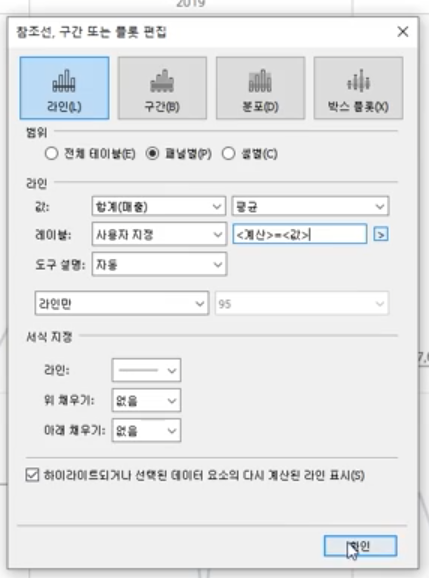 2019
참조선, 구간 또는 플롯 편집
라인(L) 구간(B) 분포(D) 박스 플롯(X)
범위
전체 테이블(E) 패널별(P) 셀별(C)
라인
값: 합계(매출) 평균
레이블: 사용자 지정 <계산>=<값> >
도구 설명: 자동
라인만 95
서식 지정
라인:
위 채우기: 없음
아래 채우기: 없음
하이라이트되거나 선택된 데이터 요소의 다시 계산된 라인 표시(S)
확인